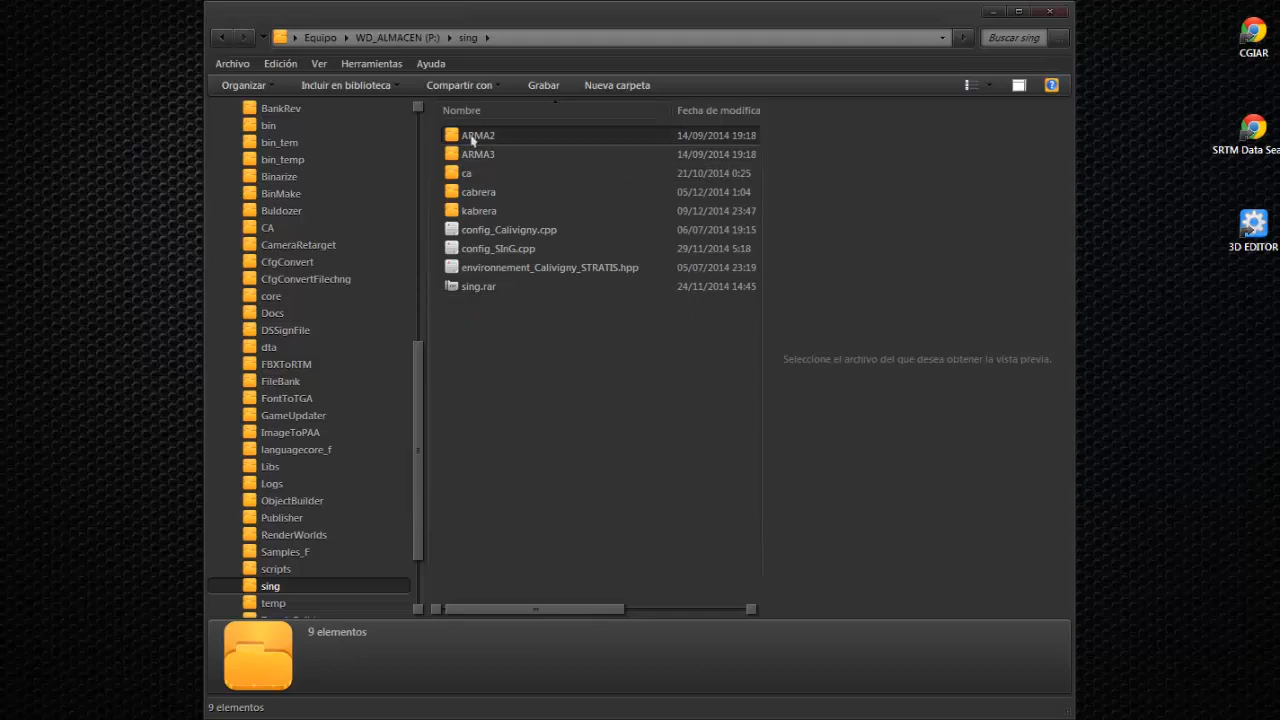 Equipo WD_ALMACEN (P:) sing Buscar sing
Archivo Edición Ver Herramientas Ayuda
Organizar Incluir en biblioteca Compartir con Grabar Nueva carpeta
BankRev
bin
bin_tem
bin_temp
Binarize
BinMake
Buldozer
CA
CameraRetarget
CfgConvert
CfgConvertFilechng
core
Docs
DSSignFile
dta
FBXToRTM
FileBank
FontToTGA
GameUpdater
ImageToPAA
languagecore_f
Libs
Logs
ObjectBuilder
Publisher
RenderWorlds
Samples_F
scripts
sing
temp
Nombre Fecha de modifica
ARMA2 14/09/2014 19:18
ARMA3 14/09/2014 19:18
ca 21/10/2014 0:25
cabrera 05/12/2014 1:04
kabrera 09/12/2014 23:47
config_Calivigny.cpp 06/07/2014 19:15
config_SInG.cpp 29/11/2014 5:18
environnement_Calivigny_STRATIS.hpp 05/07/2014 23:19
sing.rar 24/11/2014 14:45
Seleccione el archivo del que desea obtener la vista previa.
9 elementos
9 elementos
CGIAR
SRTM Data Sea
3D EDITOR